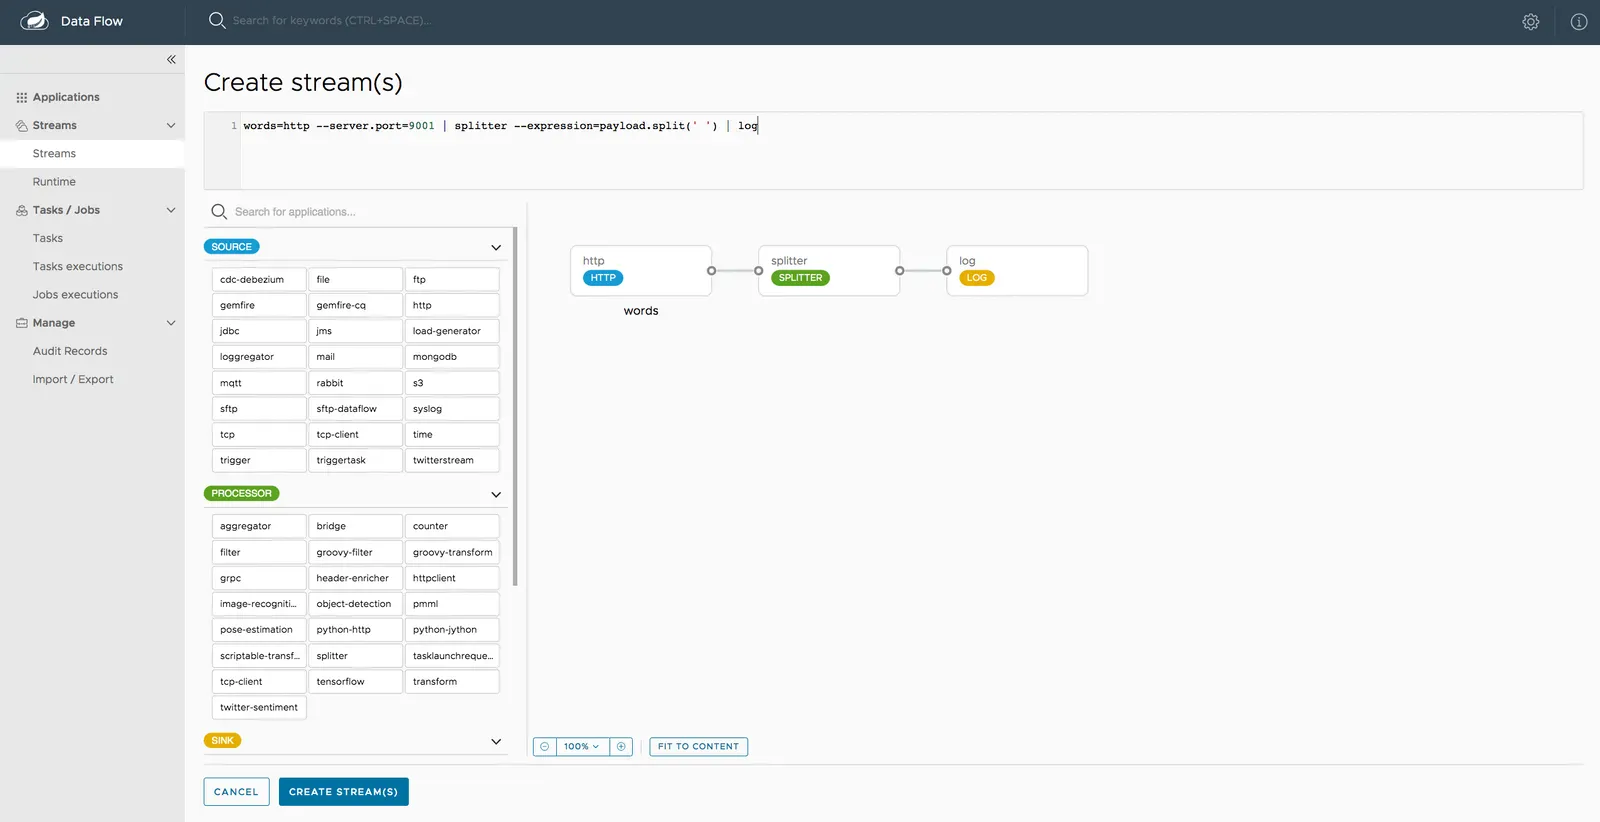 Data Flow
Search for keywords (CTRL+SPACE)...
Applications
Streams
Streams
Runtime
Tasks / Jobs
Tasks
Tasks executions
Jobs executions
Manage
Audit Records
Import / Export
Create stream(s)
1 words=http --server.port=9001 | splitter --expression=payload.split(' ') | log
Search for applications...
SOURCE
cdc-debezium file ftp
gemfire gemfire-cq http
jdbc jms load-generator
loggregator mail mongodb
mqtt rabbit s3
sftp sftp-dataflow syslog
tcp tcp-client time
trigger triggertask twitterstream
PROCESSOR
aggregator bridge counter
filter groovy-filter groovy-transform
grpc header-enricher httpclient
image-recogniti... object-detection pmml
pose-estimation python-http python-jython
scriptable-transf... splitter tasklaunchreque...
tcp-client tensorflow transform
twitter-sentiment
SINK
http splitter log
HTTP SPLITTER LOG
words
100% FIT TO CONTENT
CANCEL CREATE STREAM(S)